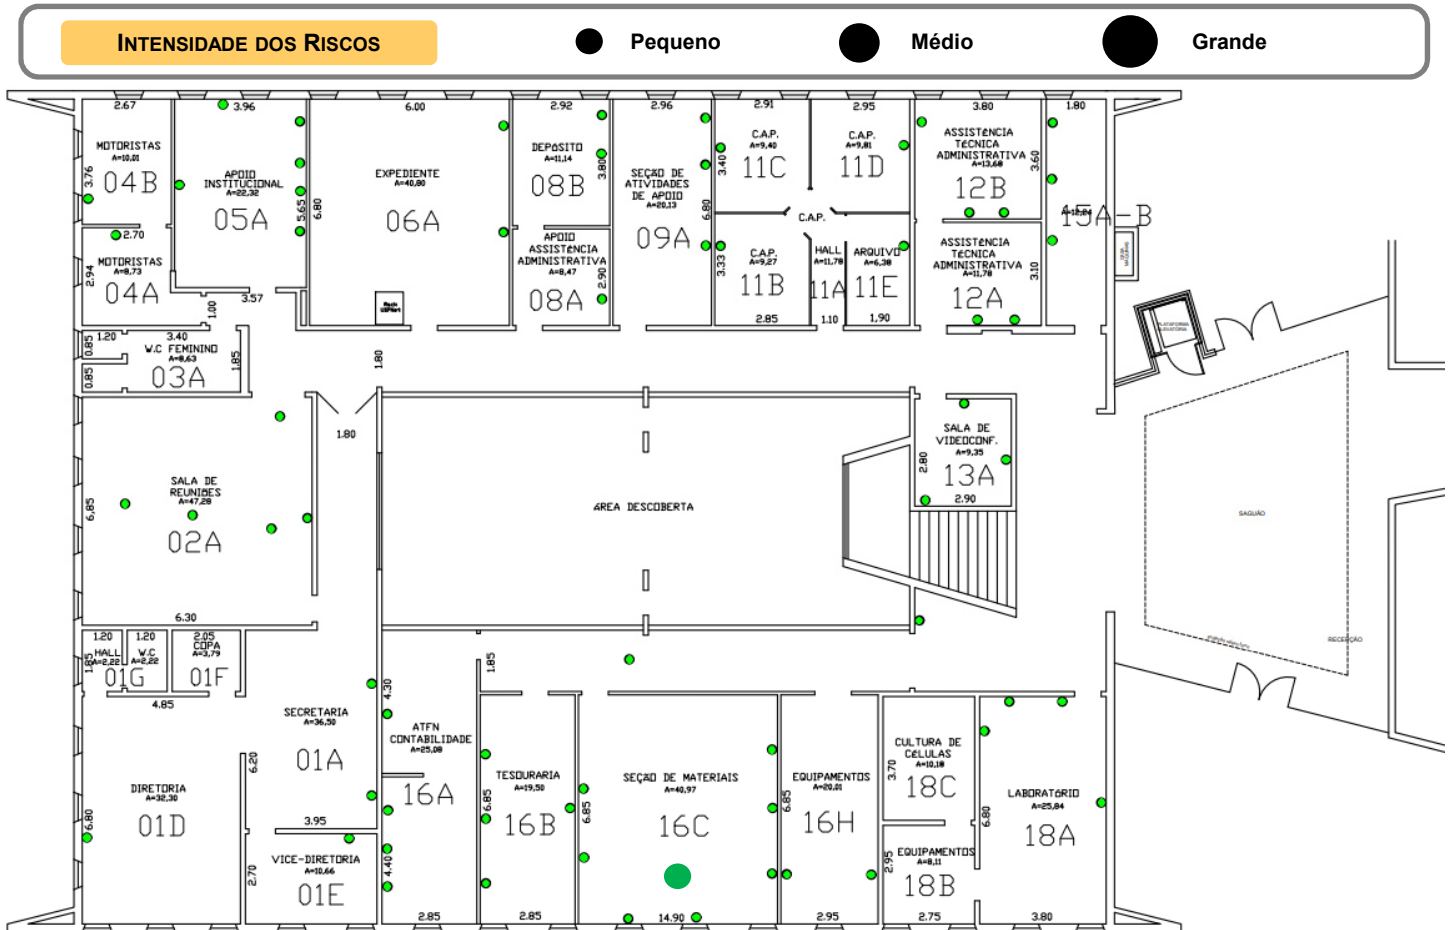 INTENSIDADE DOS RISCOS
Pequeno
Médio
Grande
2.67
3.96
6.00
2.92
2.96
2.91
2.95
3.80
1.80
MOTORISTAS
A=10,01
04B
3.76
APOIO
INSTITUCIONAL
A=22,32
05A
5.65
EXPEDIENTE
A=40,80
06A
6.80
DEPóSITO
A=11,14
08B
3.80
SEÇÃO DE
ATIVIDADES
DE APOIO
A=20,13
09A
6.80
C.A.P.
A=9,40
11C
3.40
C.A.P.
A=9,81
11D
ASSISTêNCIA
TéCNICA
ADMINISTRATIVA
A=13,68
12B
3.60
15A-B
2.70
MOTORISTAS
A=8,73
04A
2.94
3.57
1.00
APOIO
ASSISTêNCIA
ADMINISTRATIVA
A=8,47
08A
2.90
C.A.P.
C.A.P.
A=9,27
11B
3.33
2.85
HALL
A=11,78
11A
1.10
ARQUIVO
A=6,38
11E
1,90
ASSISTêNCIA
TéCNICA
ADMINISTRATIVA
A=11,78
12A
3.10
PLATAFORMA
ELEVATÓRIA
1.20
3.40
0.85
0.85
W.C FEMININO
A=8,63
03A
1.85
1.80
1.80
SALA DE
REUNIõES
A=47,28
02A
6,85
6.30
áREA DESCOBERTA
SALA DE
VIDEOCONF.
A=9,35
13A
2.80
2.90
SAGUÃO
RECEPÇÃO
1.20
1.20
2.05
HALL
A=2,22
01G
1.85
W.C
A=2,22
COPA
A=3,79
01F
4.85
SECRETARIA
A=36,50
01A
6.20
3.95
4.30
1.85
DIRETORIA
A=32,30
01D
6.80
VICE-DIRETORIA
A=10,66
01E
2.70
ATFN
CONTABILIDADE
A=25,08
16A
4.40
2.85
TESOURARIA
A=19,50
16B
6.85
2.85
SEÇÃO DE MATERIAIS
A=40,97
16C
6.85
14.90
EQUIPAMENTOS
A=20,01
16H
6.85
2.95
CULTURA DE
CéLULAS
A=10,18
18C
3.70
EQUIPAMENTOS
A=8,11
18B
2.95
2.75
LABORATóRIO
A=25,84
18A
6.80
3.80